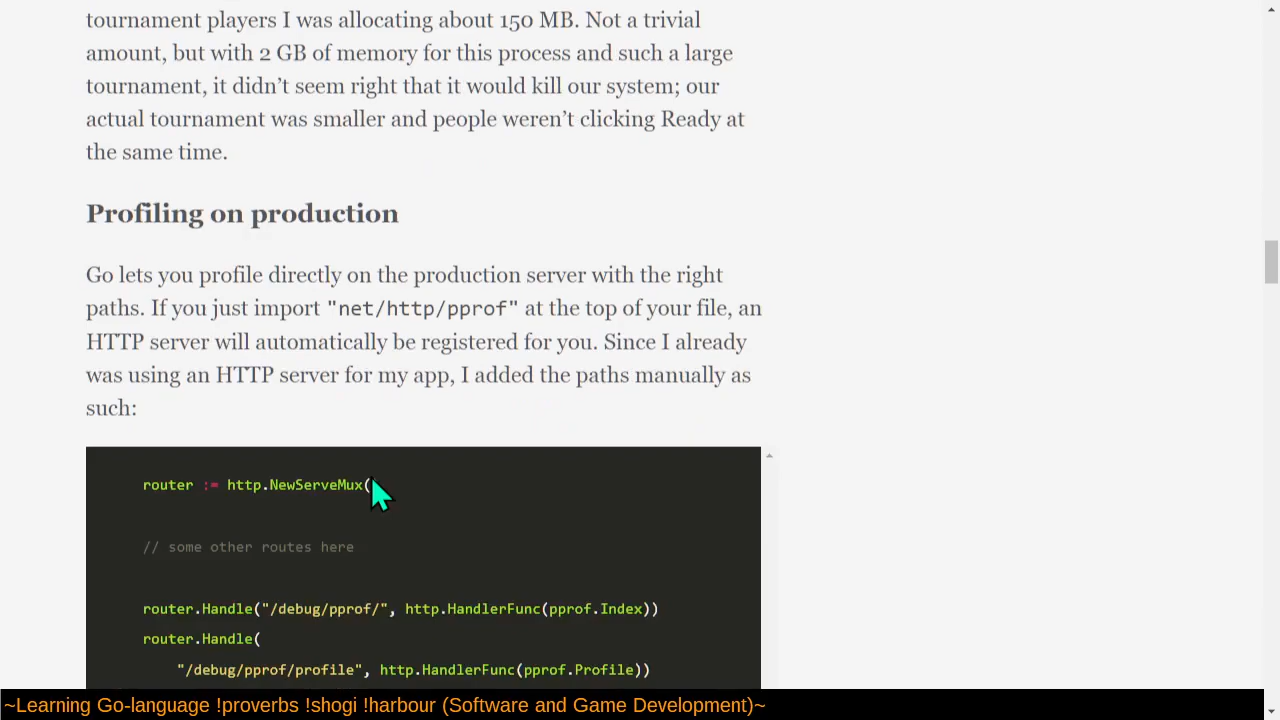 tournament players I was allocating about 150 MB. Not a trivial
amount, but with 2 GB of memory for this process and such a large
tournament, it didn’t seem right that it would kill our system; our
actual tournament was smaller and people weren’t clicking Ready at
the same time.
Profiling on production
Go lets you profile directly on the production server with the right
paths. If you just import "net/http/pprof" at the top of your file, an
HTTP server will automatically be registered for you. Since I already
was using an HTTP server for my app, I added the paths manually as
such:
router := http.NewServeMux(
// some other routes here
router.Handle("/debug/pprof/", http.HandlerFunc(pprof.Index))
router.Handle(
"/debug/pprof/profile", http.HandlerFunc(pprof.Profile))
~Learning Go-language !proverbs !shogi !harbour (Software and Game Development)~